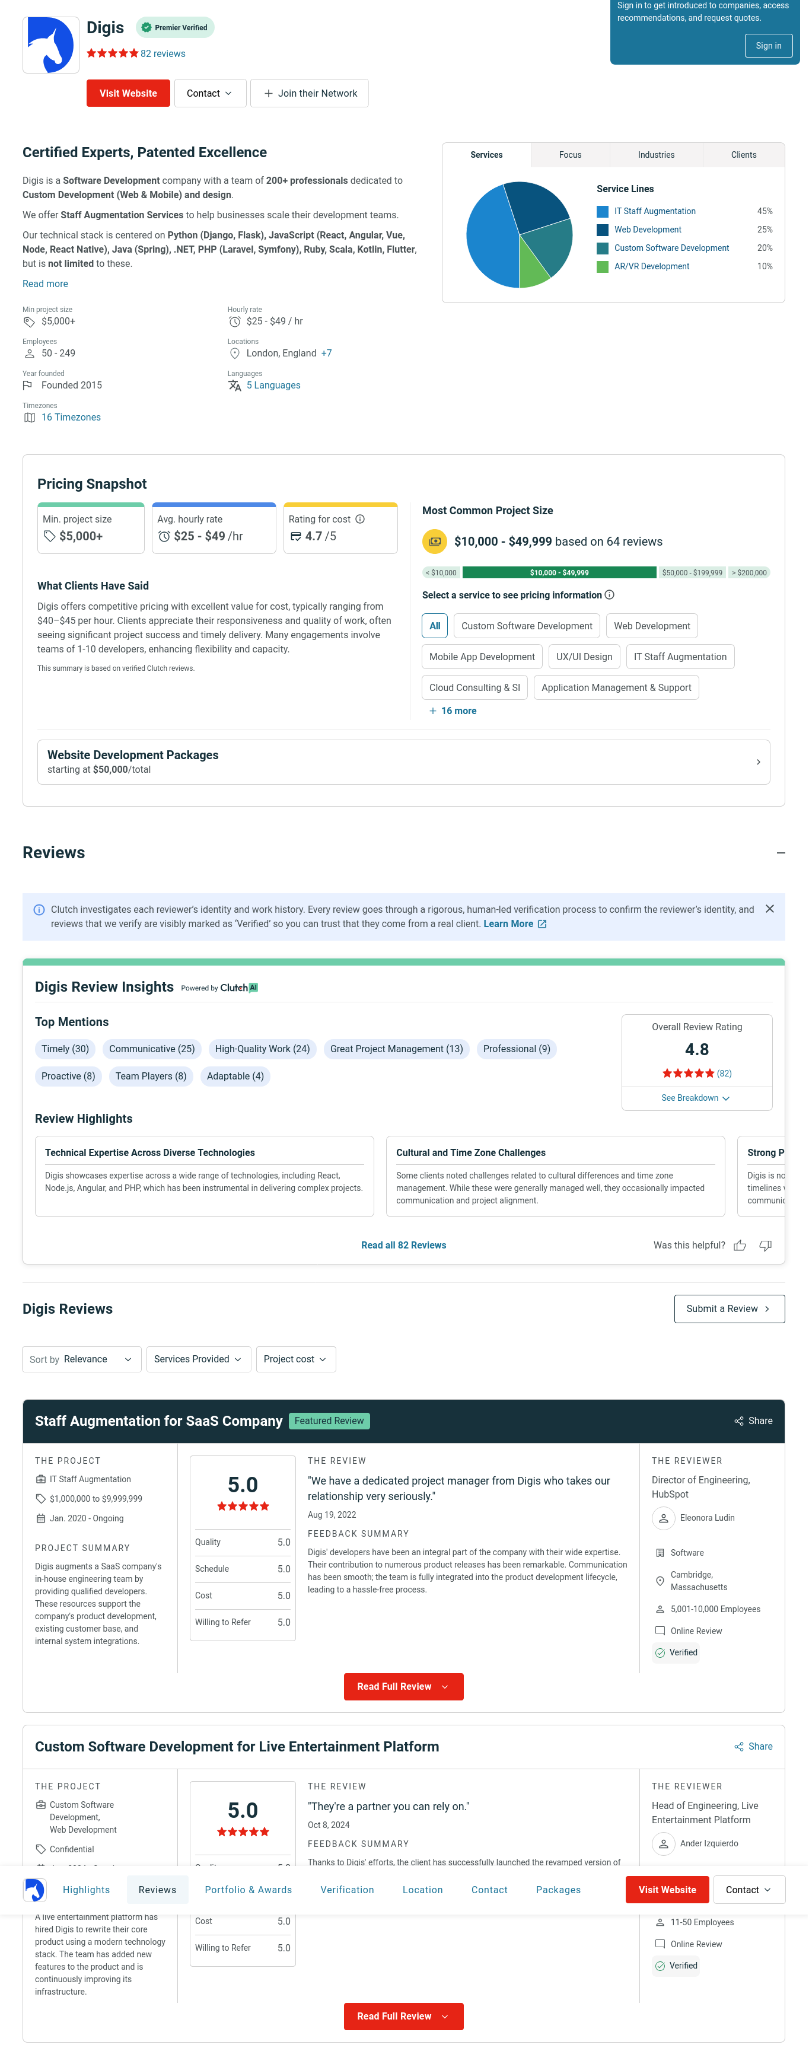 Sign in to get introduced to companies, access
recommendations, and request quotes.
Sign in
Digis
Premier Verified
82 reviews
Visit Website
Contact
Join their Network
Certified Experts, Patented Excellence
Digis is a Software Development company with a team of 200+ professionals dedicated to
Custom Development (Web & Mobile) and design.
We offer Staff Augmentation Services to help businesses scale their development teams.
Our technical stack is centered on Python (Django, Flask), JavaScript (React, Angular, Vue,
Node, React Native), Java (Spring), .NET, PHP (Laravel, Symfony), Ruby, Scala, Kotlin, Flutter,
but is not limited to these.
Read more
Min project size
$5,000+
Hourly rate
$25 - $49 / hr
Employees
50 - 249
Locations
London, England +7
Year founded
Founded 2015
Languages
5 Languages
Timezones
16 Timezones
Services
Focus
Industries
Clients
Service Lines
IT Staff Augmentation 45%
Web Development 25%
Custom Software Development 20%
AR/VR Development 10%
Pricing Snapshot
Min. project size
$5,000+
Avg. hourly rate
$25 - $49 /hr
Rating for cost
4.7 /5
What Clients Have Said
Digis offers competitive pricing with excellent value for cost, typically ranging from
$40–$45 per hour. Clients appreciate their responsiveness and quality of work, often
seeing significant project success and timely delivery. Many engagements involve
teams of 1-10 developers, enhancing flexibility and capacity.
This summary is based on verified Clutch reviews.
Most Common Project Size
$10,000 - $49,999 based on 64 reviews
< $10,000
$10,000 - $49,999
$50,000 - $199,999
> $200,000
Select a service to see pricing information
All
Custom Software Development
Web Development
Mobile App Development
UX/UI Design
IT Staff Augmentation
Cloud Consulting & SI
Application Management & Support
+ 16 more
Website Development Packages
starting at $50,000/total
Reviews
Clutch investigates each reviewer's identity and work history. Every review goes through a rigorous, human-led verification process to confirm the reviewer's identity, and
reviews that we verify are visibly marked as 'Verified' so you can trust that they come from a real client. Learn More
Digis Review Insights
Powered by Clutch AI
Top Mentions
Timely (30)
Communicative (25)
High-Quality Work (24)
Great Project Management (13)
Professional (9)
Proactive (8)
Team Players (8)
Adaptable (4)
Overall Review Rating
4.8
(82)
See Breakdown
Review Highlights
Technical Expertise Across Diverse Technologies
Digis showcases expertise across a wide range of technologies, including React,
Node.js, Angular, and PHP, which has been instrumental in delivering complex projects.
Cultural and Time Zone Challenges
Some clients noted challenges related to cultural differences and time zone
management. While these were generally managed well, they occasionally impacted
communication and project alignment.
Strong P
Digis is no
timelines
communic
Read all 82 Reviews
Was this helpful?
Digis Reviews
Submit a Review
Sort by Relevance
Services Provided
Project cost
Staff Augmentation for SaaS Company
Featured Review
Share
THE PROJECT
IT Staff Augmentation
$1,000,000 to $9,999,999
Jan. 2020 - Ongoing
PROJECT SUMMARY
Digis augments a SaaS company's
in-house engineering team by
providing qualified developers.
These resources support the
company's product development,
existing customer base, and
internal system integrations.
5.0
Quality 5.0
Schedule 5.0
Cost 5.0
Willing to Refer 5.0
THE REVIEW
"We have a dedicated project manager from Digis who takes our
relationship very seriously."
Aug 19, 2022
FEEDBACK SUMMARY
Digis' developers have been an integral part of the company with their wide expertise.
Their contribution to numerous product releases has been remarkable. Communication
has been smooth; the team is fully integrated into the product development lifecycle,
leading to a hassle-free process.
THE REVIEWER
Director of Engineering,
HubSpot
Eleonora Ludin
Software
Cambridge,
Massachusetts
5,001-10,000 Employees
Online Review
Verified
Read Full Review
Custom Software Development for Live Entertainment Platform
Share
THE PROJECT
Custom Software
Development,
Web Development
Confidential
5.0
THE REVIEW
"They're a partner you can rely on."
Oct 8, 2024
FEEDBACK SUMMARY
Thanks to Digis' efforts, the client has successfully launched the revamped version of
THE REVIEWER
Head of Engineering, Live
Entertainment Platform
Ander Izquierdo
Highlights
Reviews
Portfolio & Awards
Verification
Location
Contact
Packages
Visit Website
Contact
A live entertainment platform has
hired Digis to rewrite their core
product using a modern technology
stack. The team has added new
features to the product and is
continuously improving its
infrastructure.
Cost 5.0
Willing to Refer 5.0
11-50 Employees
Online Review
Verified
Read Full Review